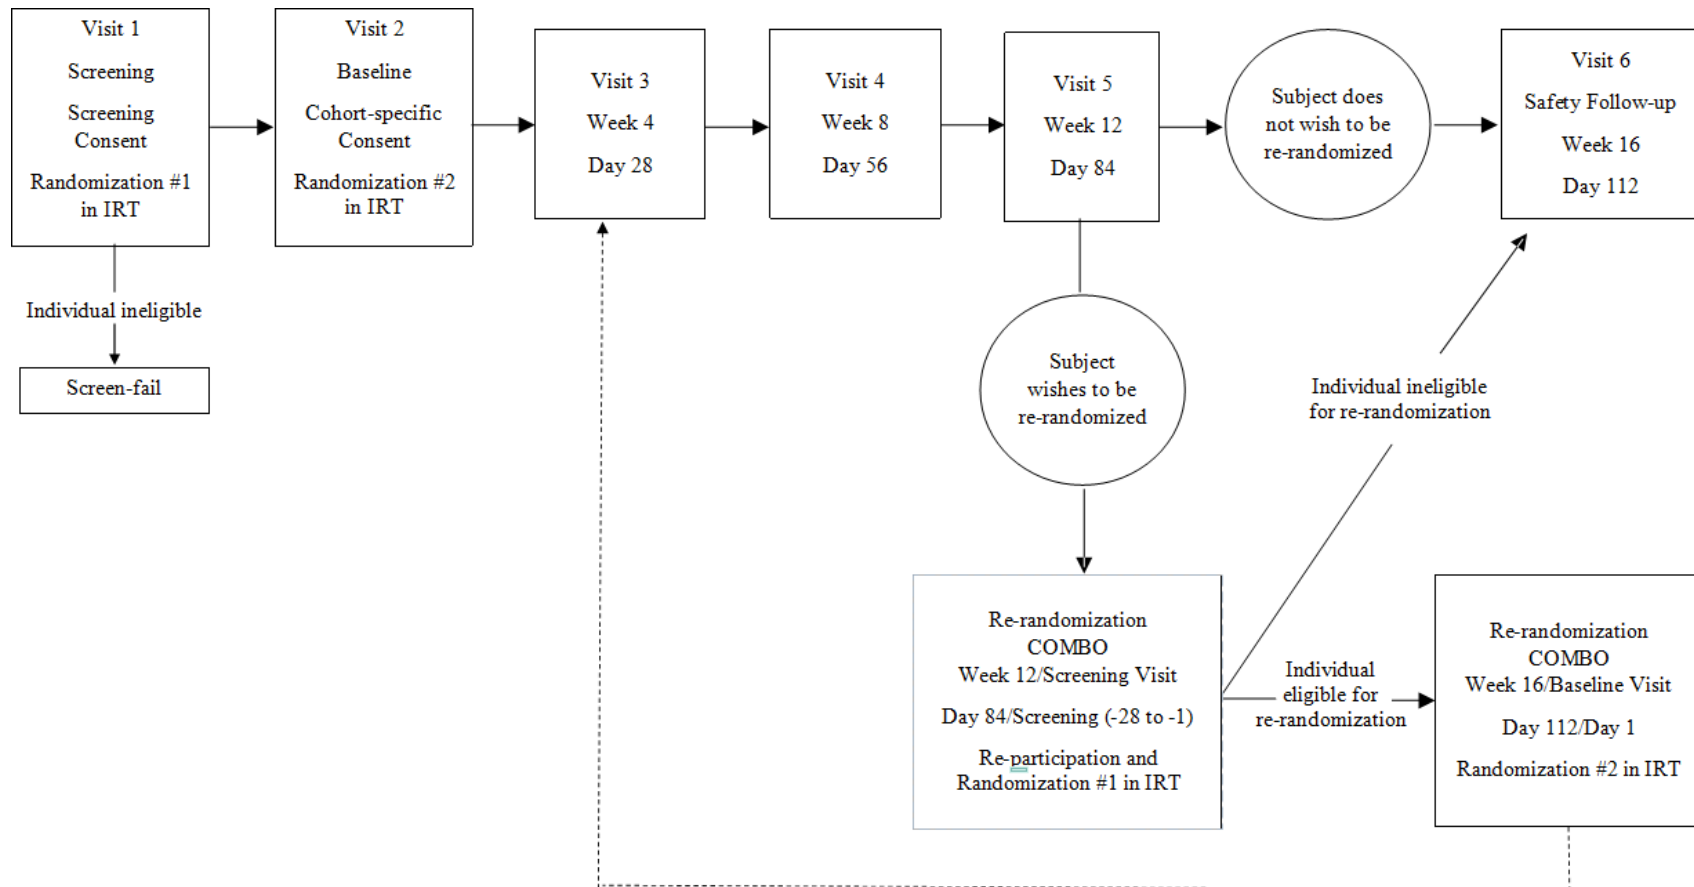 Visit 1
Screening
Screening
Consent
Randomization #1
in IRT
Visit 2
Baseline
Cohort-specific
Consent
Randomization #2
in IRT
Visit 3
Week 4
Day 28
Visit 4
Week 8
Day 56
Visit 5
Week 12
Day 84
Subject does
not wish to be
re-randomized
Visit 6
Safety Follow-up
Week 16
Day 112
Individual ineligible
Screen-fail
Subject
wishes to be
re-randomized
Individual ineligible
for re-randomization
Re-randomization
COMBO
Week 12/Screening Visit
Day 84/Screening (-28 to -1)
Re-participation and
Randomization #1 in IRT
Individual
eligible for
re-randomization
Re-randomization
COMBO
Week 16/Baseline Visit
Day 112/Day 1
Randomization #2 in IRT